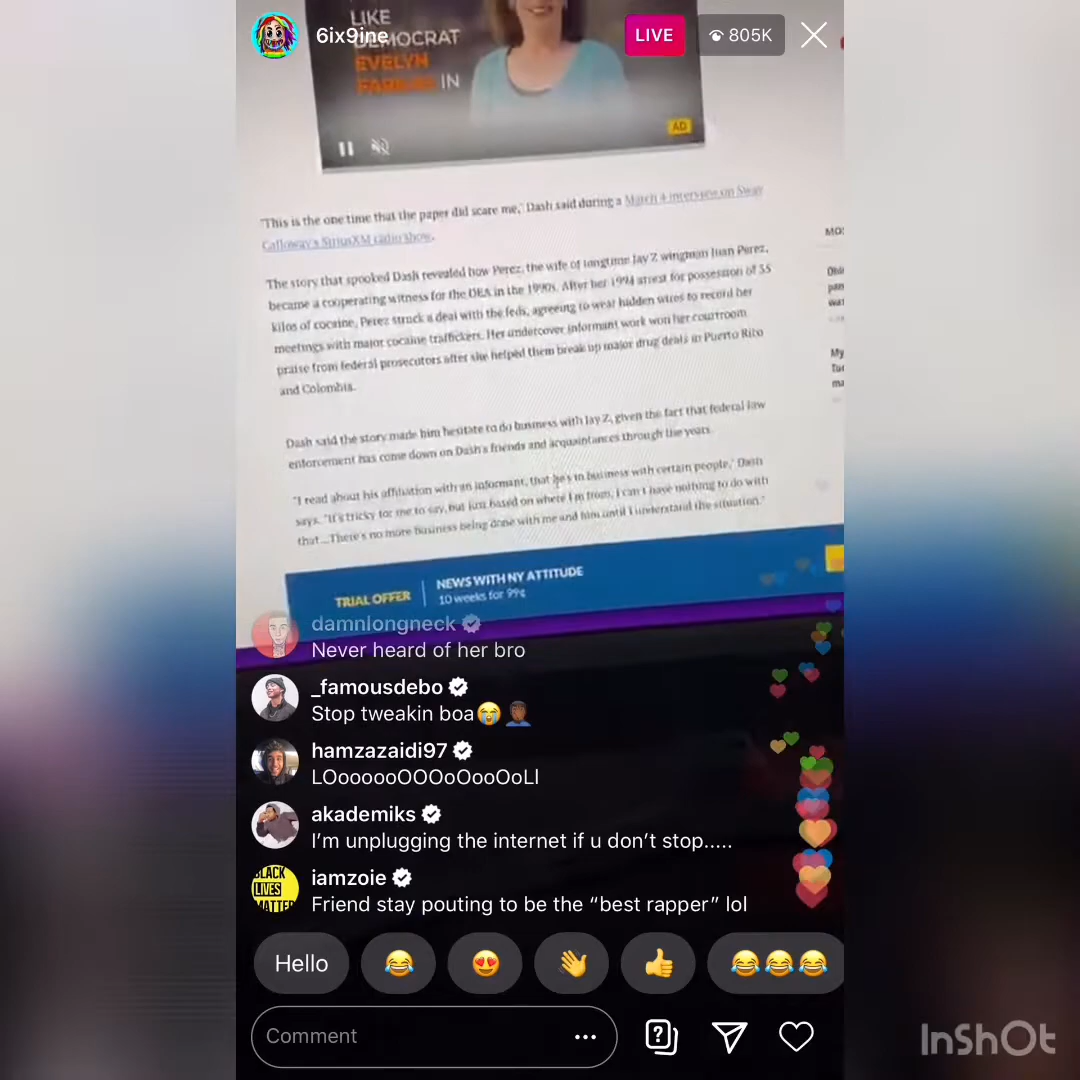 LIKE
6ix9ine
LIVE
805K
DEMOCRAT
EVELYN
FARKAS IN
AD
"This is the one time that the paper did scare me," Dash said during a March 4 interview on Sway
Calloway's SiriusXM radio show.
MO
The story that spooked Dash revealed how Perez, the wife of longtime Jay Z wingman Juan Perez,
became a cooperating witness for the DEA in the 1990s. After her 1994 arrest for possession of 35
kilos of cocaine, Perez struck a deal with the feds, agreeing to wear hidden wires to record her
meetings with major cocaine traffickers. Her undercover informant work won her courtroom
praise from federal prosecutors after she helped them break up major drug deals in Puerto Rico
and Colombia.
My
Dash said the story made him hesitate to do business with Jay Z, given the fact that federal law
enforcement has come down on Dash's friends and acquaintances through the years.
"I read about his affiliation with an informant, that he's in business with certain people," Dash
says. "It's tricky for me to say, but just based on where I'm from, I can't have nothing to do with
that ... There's no more business being done with me and him until I understand the situation."
TRIAL OFFER
NEWS WITH NY ATTITUDE
10 weeks for 99¢
damnlongneck
Never heard of her bro
_famousdebo
Stop tweakin boa😭🤦🏾‍♂️
hamzazaidi97
LOoooooOOOoOooOoLl
akademiks
I'm unplugging the internet if u don't stop.....
BLACK
LIVES
MATTER
iamzoie
Friend stay pouting to be the "best rapper" lol
Hello 😂 😍 👋 👍 😂😂😂
Comment
InShOt